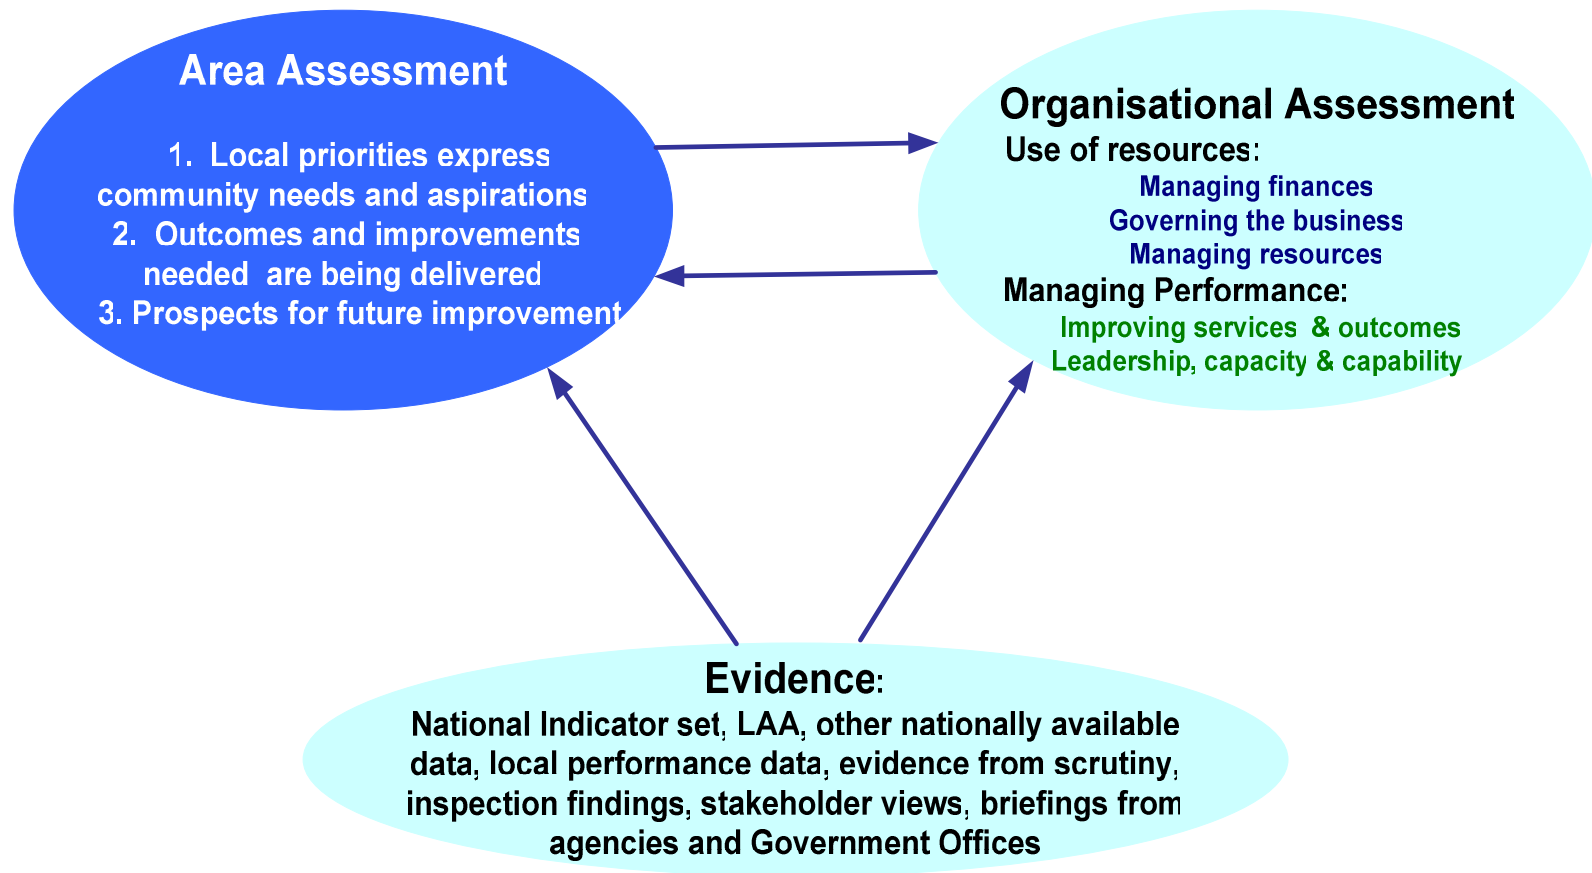 Area Assessment
1. Local priorities express
community needs and aspirations
2. Outcomes and improvements
needed are being delivered
3. Prospects for future improvement
Organisational Assessment
Use of resources:
Managing finances
Governing the business
Managing resources
Managing Performance:
Improving services & outcomes
Leadership, capacity & capability
Evidence:
National Indicator set, LAA, other nationally available
data, local performance data, evidence from scrutiny,
inspection findings, stakeholder views, briefings from
agencies and Government Offices